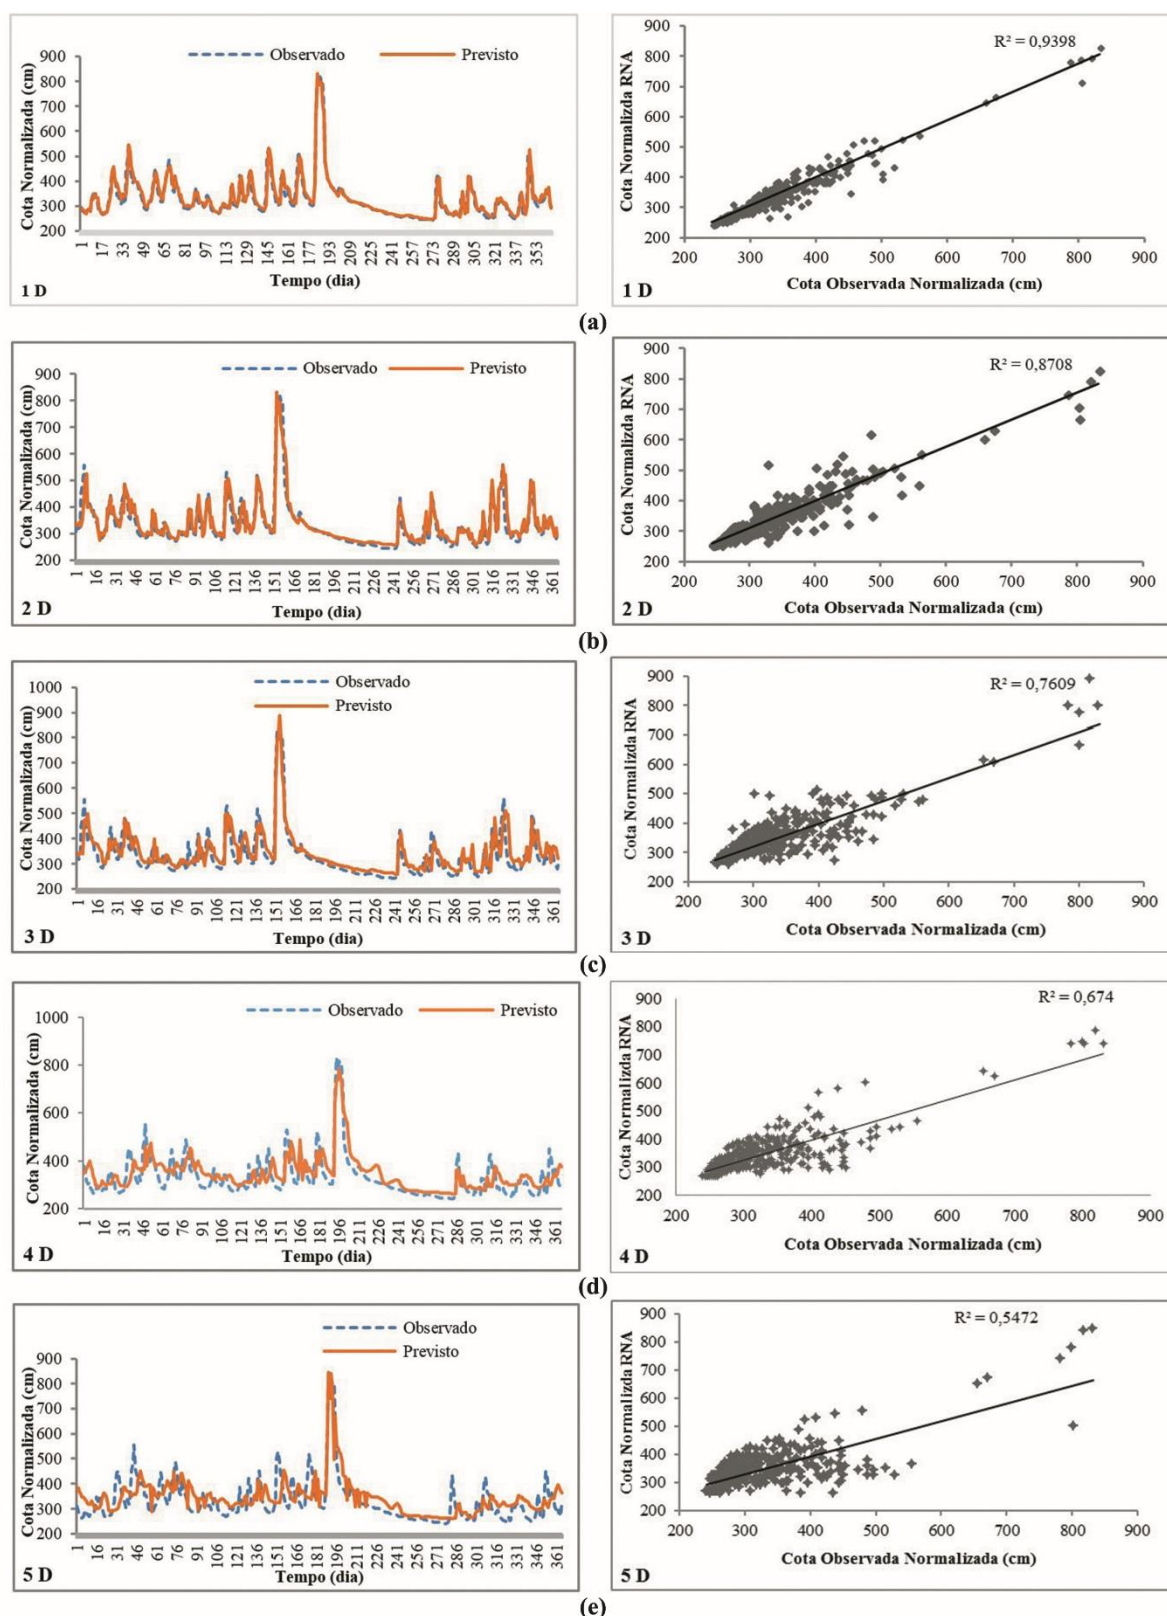 Observado Previsto
Cota Normalizada (cm)
900
800
700
600
500
400
300
200
1 17 33 49 65 81 97 113 129 145 161 177 193 209 225 241 257 273 289 305 321 337 353
Tempo (dia)
1 D
R² = 0,9398
Cota Normalizda RNA
900
800
700
600
500
400
300
200
200 300 400 500 600 700 800 900
Cota Observada Normalizada (cm)
1 D
(a)
Observado Previsto
Cota Normalizada (cm)
900
800
700
600
500
400
300
200
1 16 31 46 61 76 91 106 121 136 151 166 181 196 211 226 241 256 271 286 301 316 331 346 361
Tempo (dia)
2 D
R² = 0,8708
Cota Normalizda RNA
900
800
700
600
500
400
300
200
200 300 400 500 600 700 800 900
Cota Observada Normalizada (cm)
2 D
(b)
Observado
Previsto
Cota Normalizada (cm)
1000
900
800
700
600
500
400
300
200
1 16 31 46 61 76 91 106 121 136 151 166 181 196 211 226 241 256 271 286 301 316 331 346 361
Tempo (dia)
3 D
R² = 0,7609
Cota Normalizda RNA
900
800
700
600
500
400
300
200
200 300 400 500 600 700 800 900
Cota Observada Normalizada (cm)
3 D
(c)
Observado Previsto
Cota Normalizada (cm)
1000
800
600
400
200
1 16 31 46 61 76 91 106 121 136 151 166 181 196 211 226 241 256 271 286 301 316 331 346 361
Tempo (dia)
4 D
R² = 0,674
Cota Normalizda RNA
900
800
700
600
500
400
300
200
200 300 400 500 600 700 800 900
Cota Observada Normalizada (cm)
4 D
(d)
Observado
Previsto
Cota Normalizada (cm)
900
800
700
600
500
400
300
200
1 16 31 46 61 76 91 106 121 136 151 166 181 196 211 226 241 256 271 286 301 316 331 346 361
Tempo (dia)
5 D
R² = 0,5472
Cota Normalizda RNA
900
800
700
600
500
400
300
200
200 300 400 500 600 700 800 900
Cota Observada Normalizada (cm)
5 D
(e)